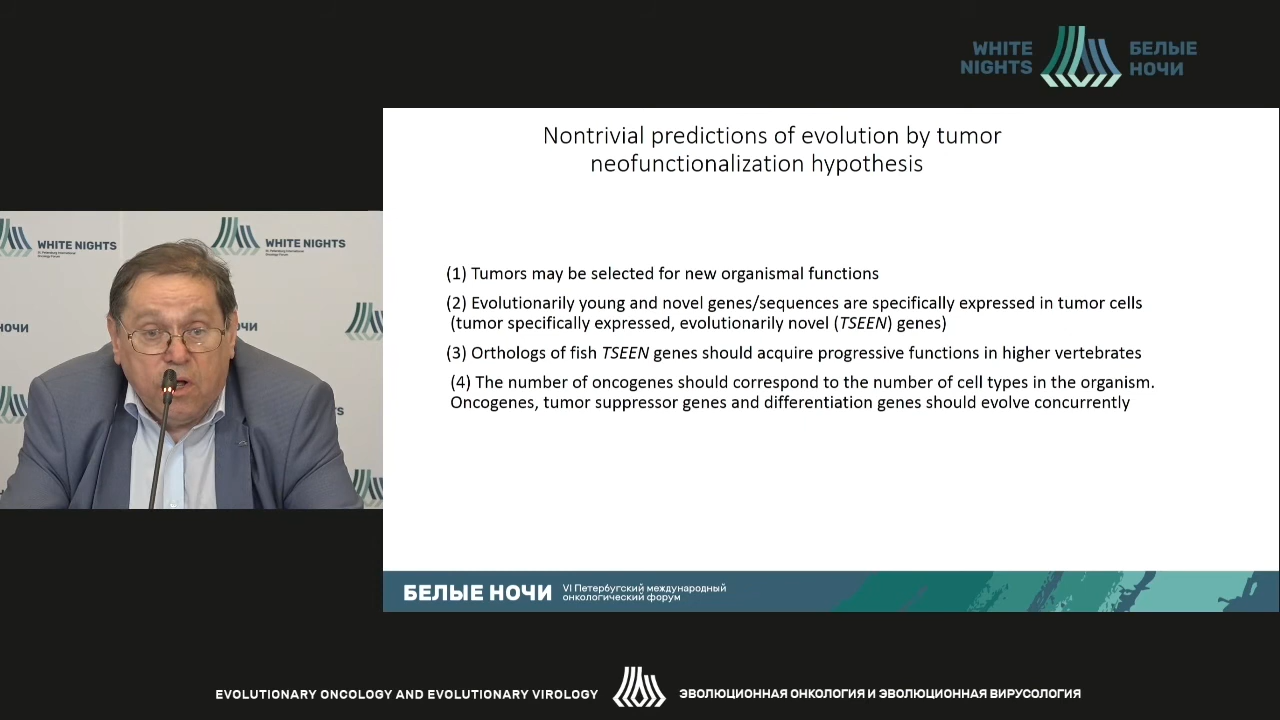 WHITE
NIGHTS
БЕЛЫЕ
НОЧИ
Nontrivial predictions of evolution by tumor
neofunctionalization hypothesis
(1) Tumors may be selected for new organismal functions
(2) Evolutionarily young and novel genes/sequences are specifically expressed in tumor cells
(tumor specifically expressed, evolutionarily novel (TSEEN) genes)
(3) Orthologs of fish TSEEN genes should acquire progressive functions in higher vertebrates
(4) The number of oncogenes should correspond to the number of cell types in the organism.
Oncogenes, tumor suppressor genes and differentiation genes should evolve concurrently
WHITE NIGHTS
WHITE NIGHTS
НОЧИ
НОЧИ
БЕЛЫЕ НОЧИ
VI Петербургский международный
онкологический форум
EVOLUTIONARY ONCOLOGY AND EVOLUTIONARY VIROLOGY
ЭВОЛЮЦИОННАЯ ОНКОЛОГИЯ И ЭВОЛЮЦИОННАЯ ВИРУСОЛОГИЯ